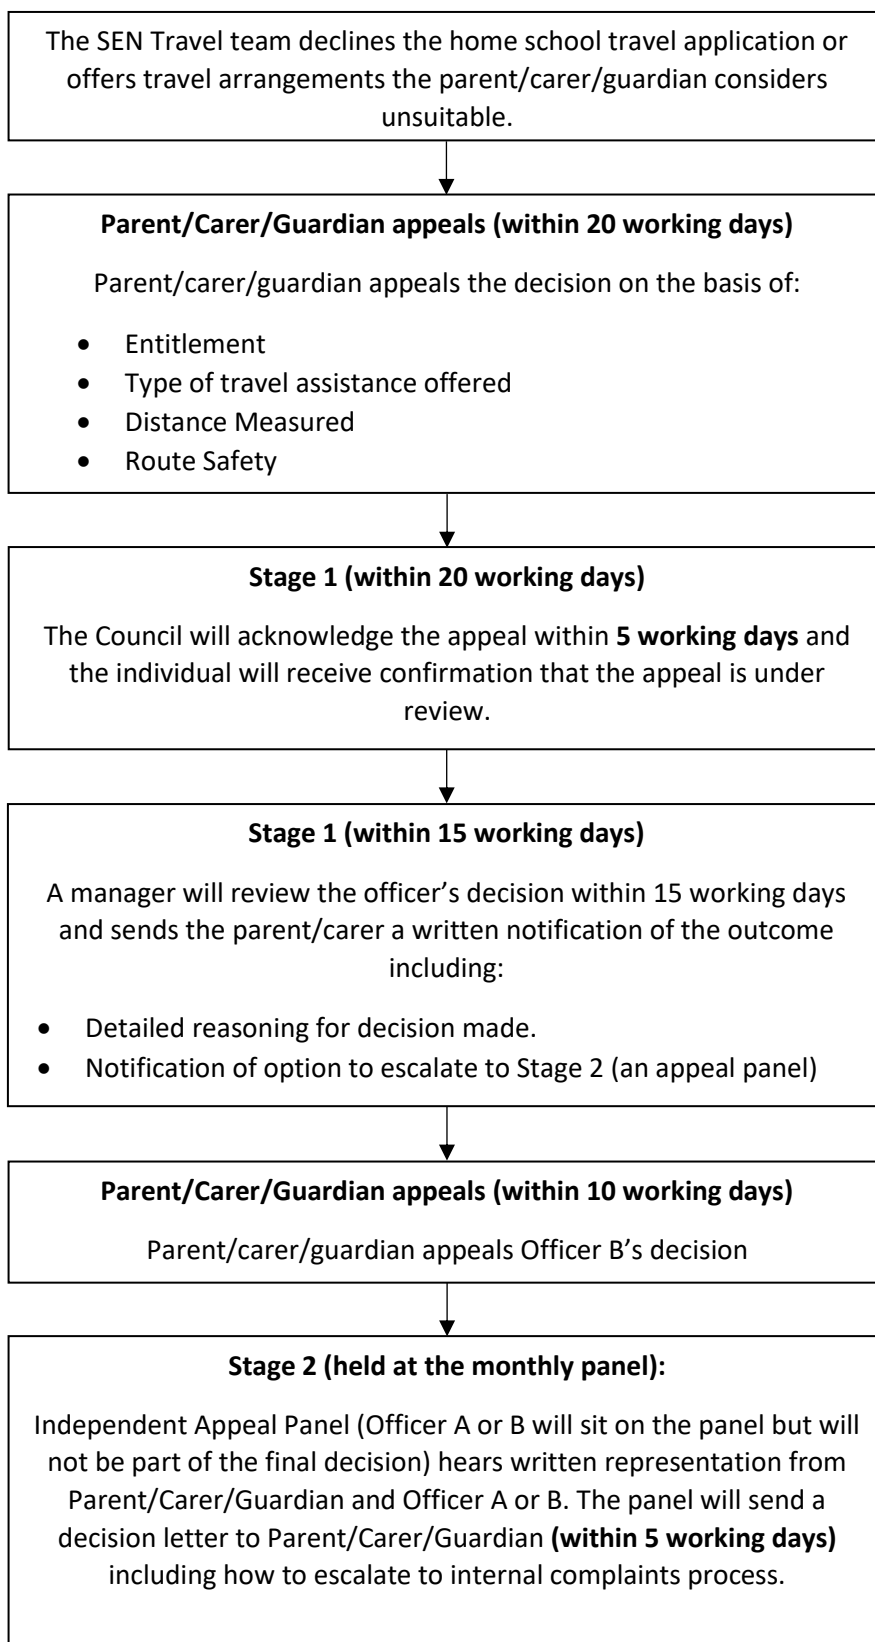 The SEN Travel team declines the home school travel application or
offers travel arrangements the parent/carer/guardian considers
unsuitable.
Parent/Carer/Guardian appeals (within 20 working days)
Parent/carer/guardian appeals the decision on the basis of:
• Entitlement
• Type of travel assistance offered
• Distance Measured
• Route Safety
Stage 1 (within 20 working days)
The Council will acknowledge the appeal within 5 working days and
the individual will receive confirmation that the appeal is under
review.
Stage 1 (within 15 working days)
A manager will review the officer’s decision within 15 working days
and sends the parent/carer a written notification of the outcome
including:
• Detailed reasoning for decision made.
• Notification of option to escalate to Stage 2 (an appeal panel)
Parent/Carer/Guardian appeals (within 10 working days)
Parent/carer/guardian appeals Officer B’s decision
Stage 2 (held at the monthly panel):
Independent Appeal Panel (Officer A or B will sit on the panel but will
not be part of the final decision) hears written representation from
Parent/Carer/Guardian and Officer A or B. The panel will send a
decision letter to Parent/Carer/Guardian (within 5 working days)
including how to escalate to internal complaints process.